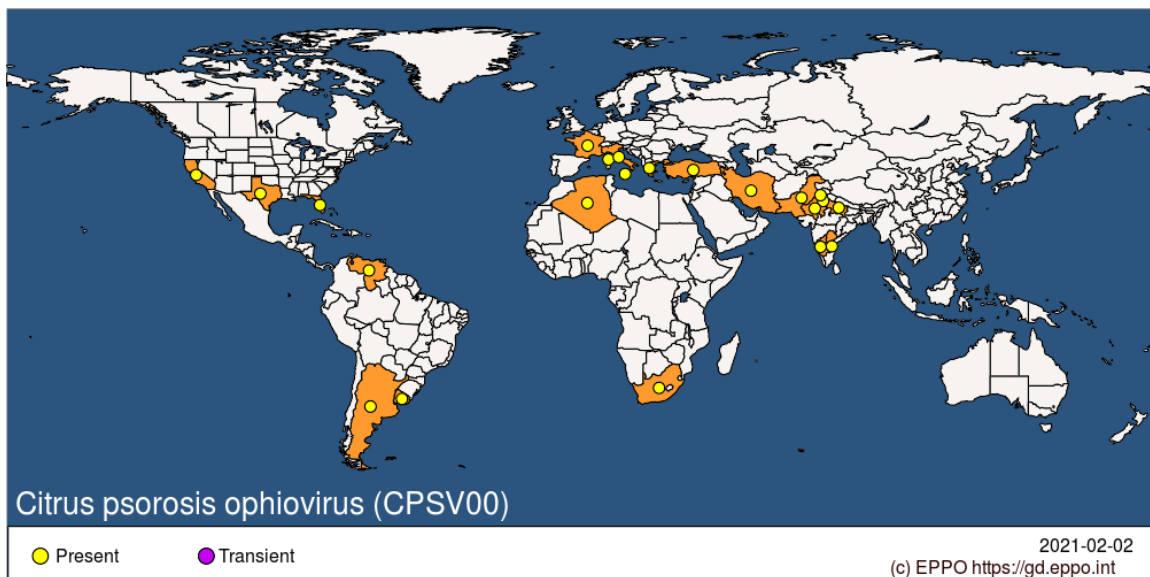 Citrus psorosis ophiovirus (CPSV00)
Present
Transient
2021-02-02
(c) EPPO https://gd.eppo.int